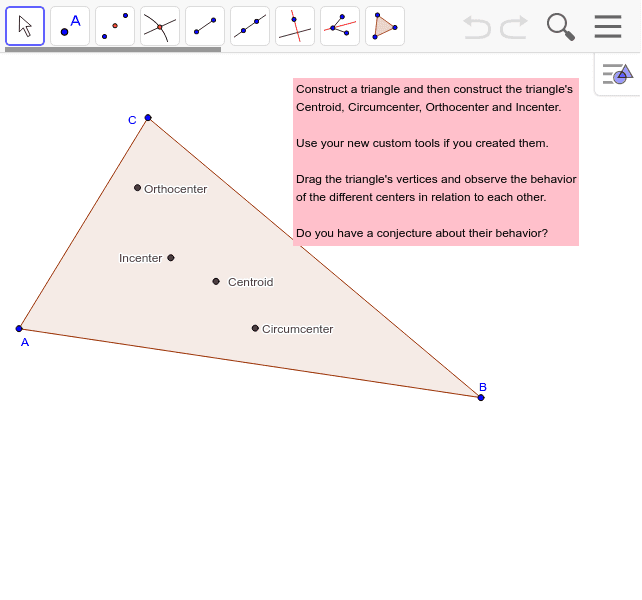 A
Construct a triangle and then construct the triangle's
Centroid, Circumcenter, Orthocenter and Incenter.
Use your new custom tools if you created them.
Drag the triangle's vertices and observe the behavior
of the different centers in relation to each other.
Do you have a conjecture about their behavior?
C
Orthocenter
Incenter
Centroid
Circumcenter
A
B